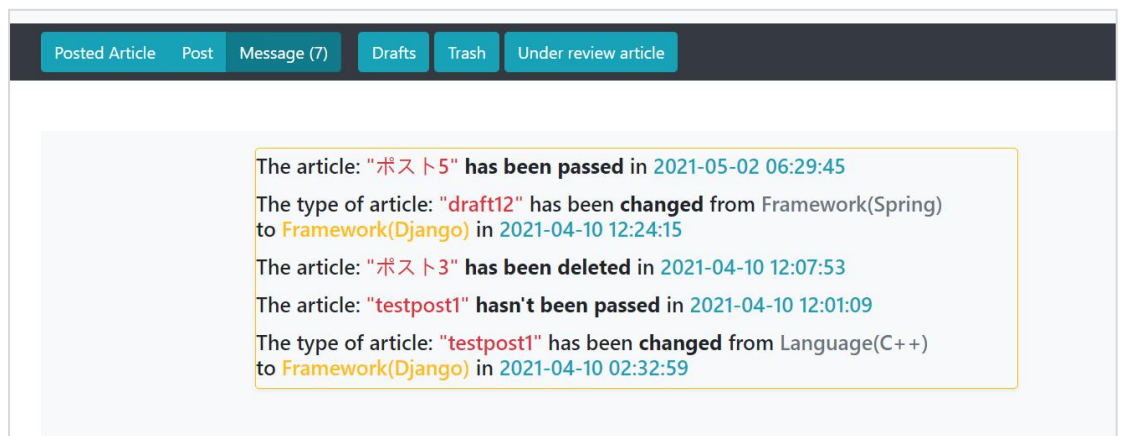 Posted Article Post Message (7) Drafts Trash Under review article
The article: "ポスト5" has been passed in 2021-05-02 06:29:45
The type of article: "draft12" has been changed from Framework(Spring)
to Framework(Django) in 2021-04-10 12:24:15
The article: "ポスト3" has been deleted in 2021-04-10 12:07:53
The article: "testpost1" hasn't been passed in 2021-04-10 12:01:09
The type of article: "testpost1" has been changed from Language(C++)
to Framework(Django) in 2021-04-10 02:32:59